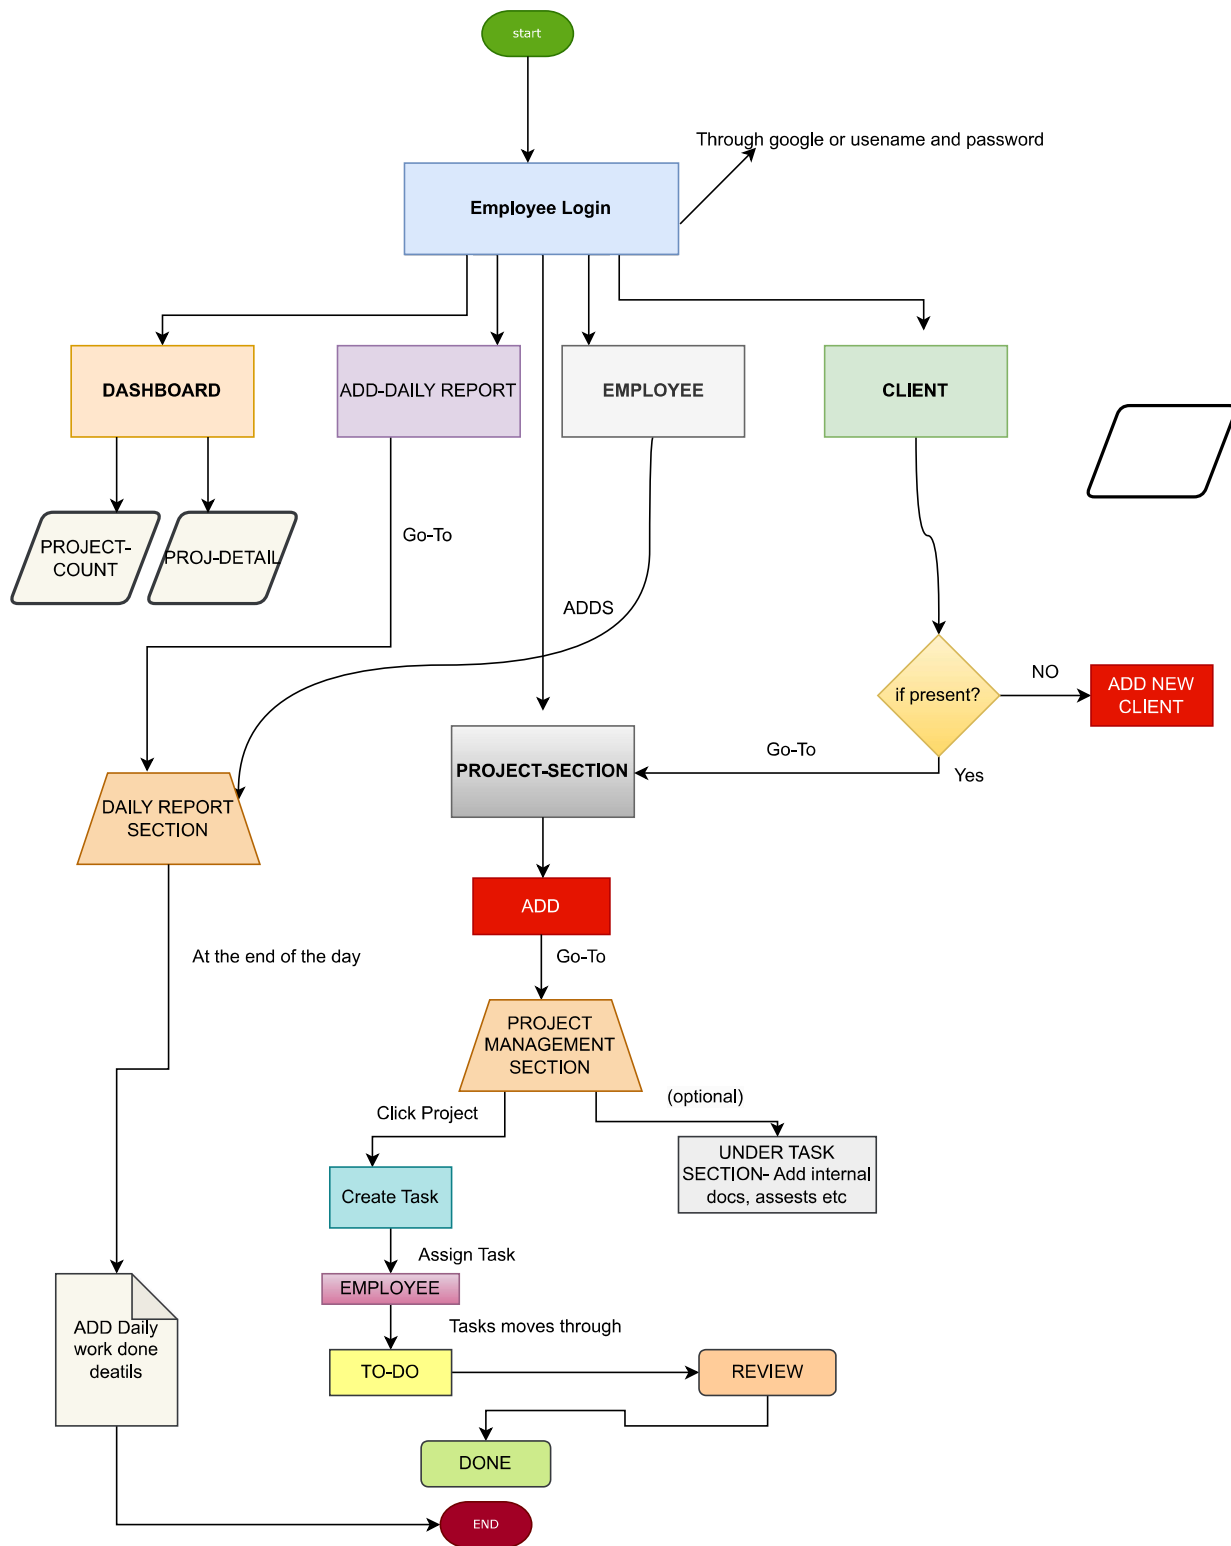 start
Through google or usename and password
Employee Login
DASHBOARD
ADD-DAILY REPORT
EMPLOYEE
CLIENT
PROJECT-
COUNT
PROJ-DETAIL
Go-To
ADDS
if present?
NO
ADD NEW
CLIENT
Go-To
Yes
PROJECT-SECTION
DAILY REPORT
SECTION
ADD
At the end of the day
Go-To
PROJECT
MANAGEMENT
SECTION
Click Project
(optional)
UNDER TASK
SECTION- Add internal
docs, assests etc
Create Task
Assign Task
EMPLOYEE
ADD Daily
work done
deatils
Tasks moves through
TO-DO
REVIEW
DONE
END